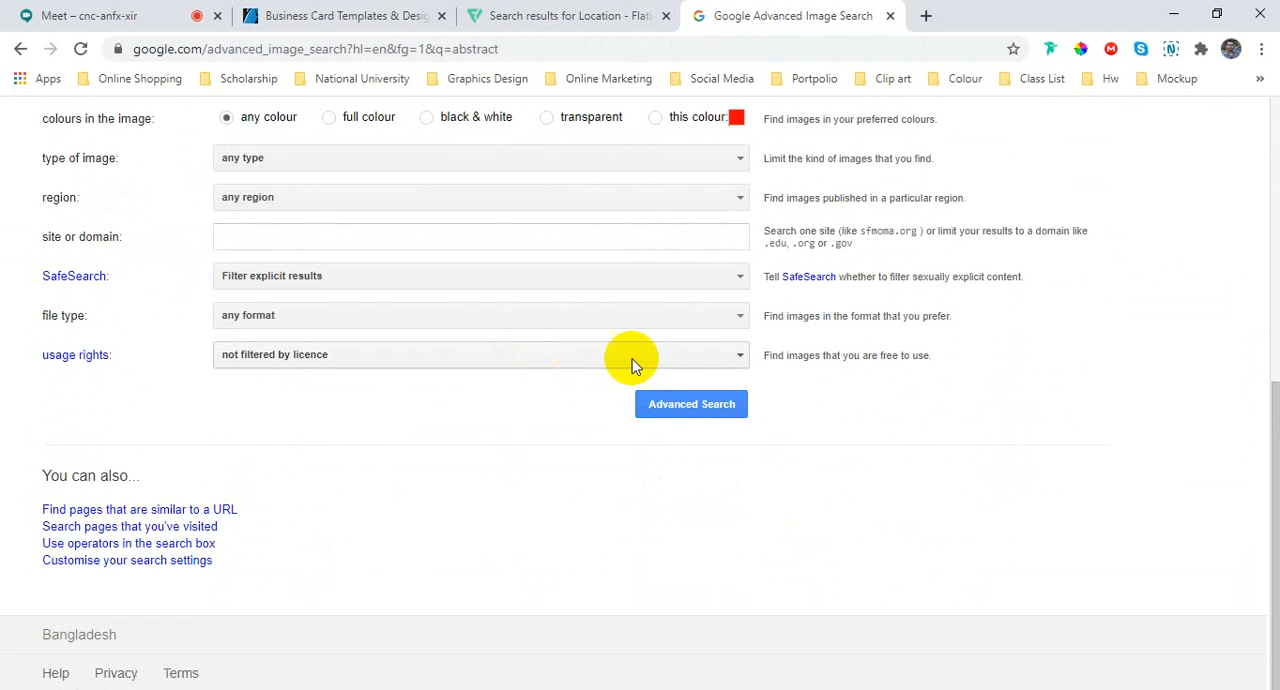 Meet – cnc-anfx-xir
Business Card Templates & Desig
Search results for Location - Flati
Google Advanced Image Search
google.com/advanced_image_search?hl=en&fg=1&q=abstract
Apps Online Shopping Scholarship National University Graphics Design Online Marketing Social Media Portpolio Clip art Colour Class List Hw Mockup »
colours in the image: any colour full colour black & white transparent this colour: Find images in your preferred colours.
type of image: any type Limit the kind of images that you find.
region: any region Find images published in a particular region.
site or domain: Search one site (like sfmoma.org ) or limit your results to a domain like
.edu, .org or .gov
SafeSearch: Filter explicit results Tell SafeSearch whether to filter sexually explicit content.
file type: any format Find images in the format that you prefer.
usage rights: not filtered by licence Find images that you are free to use.
Advanced Search
You can also...
Find pages that are similar to a URL
Search pages that you've visited
Use operators in the search box
Customise your search settings
Bangladesh
Help Privacy Terms